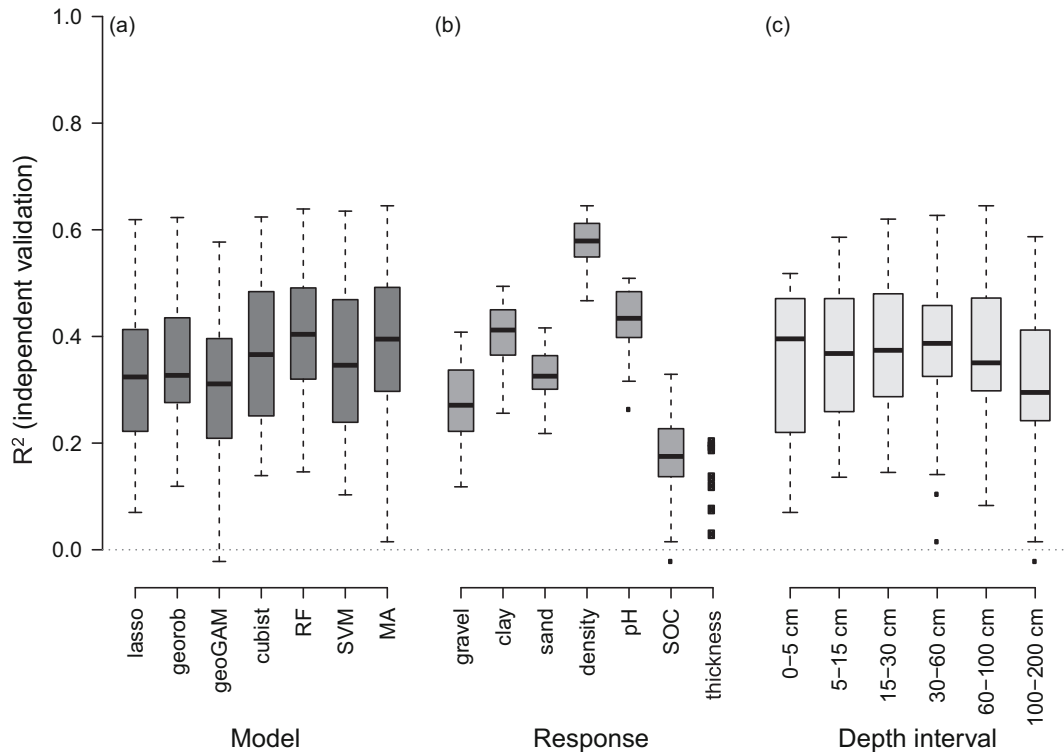 (a)
(b)
(c)
R² (independent validation)
1.0
0.8
0.6
0.4
0.2
0.0
lasso
georob
geoGAM
cubist
RF
SVM
MA
Model
gravel
clay
sand
density
pH
SOC
thickness
Response
0−5 cm
5−15 cm
15−30 cm
30−60 cm
60−100 cm
100−200 cm
Depth interval